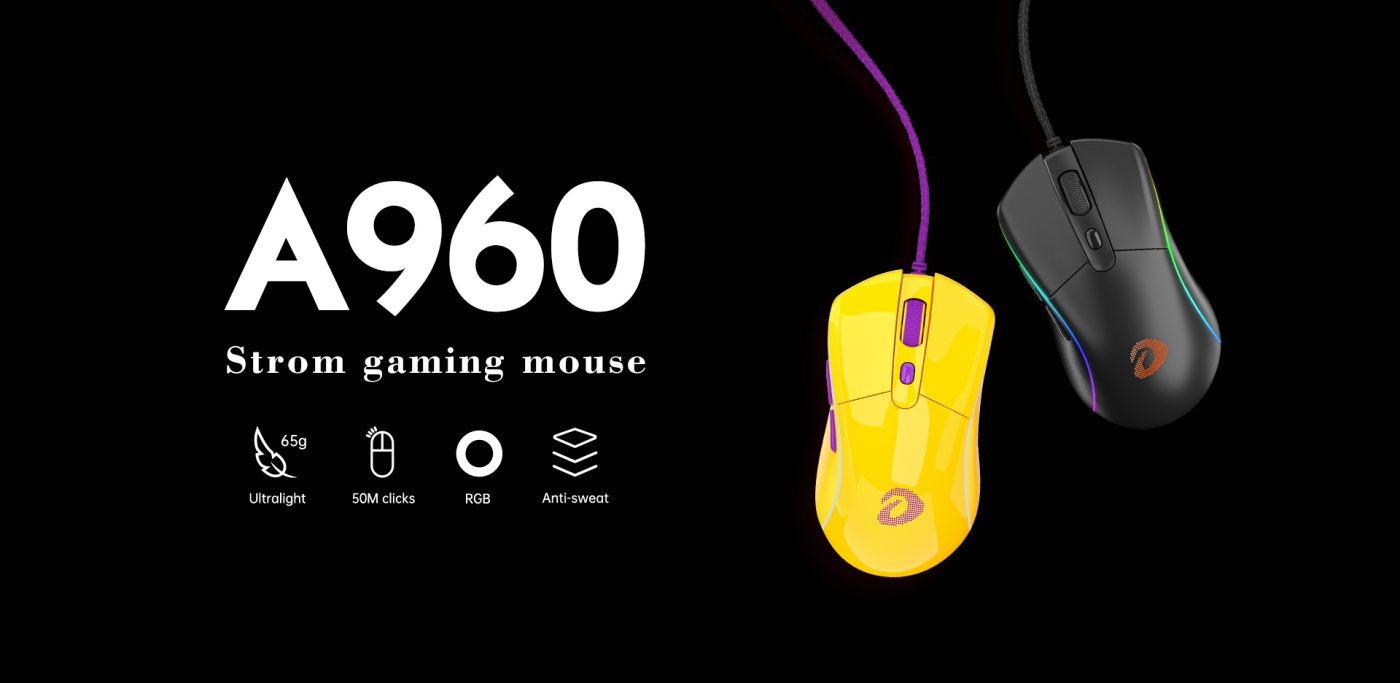 A960
Strom gaming mouse
65g
Ultralight
50M clicks
RGB
Anti-sweat